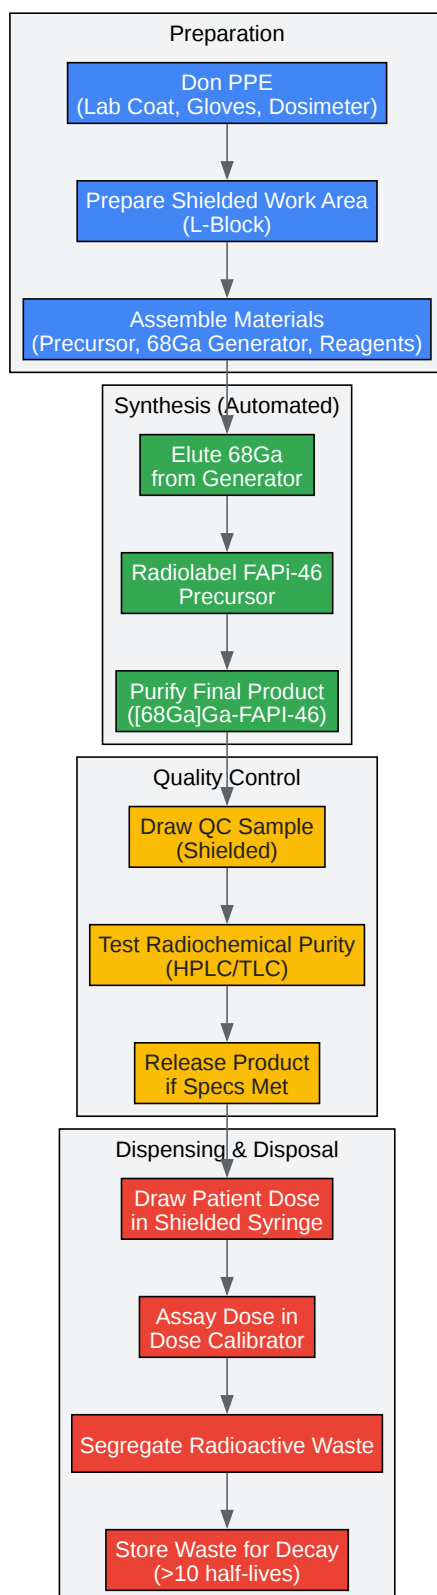 Preparation
Don PPE
(Lab Coat, Gloves, Dosimeter)
Prepare Shielded Work Area
(L-Block)
Assemble Materials
(Precursor, 68Ga Generator, Reagents)
Synthesis (Automated)
Elute 68Ga
from Generator
Radiolabel FAPi-46
Precursor
Purify Final Product
([68Ga]Ga-FAPI-46)
Quality Control
Draw QC Sample
(Shielded)
Test Radiochemical Purity
(HPLC/TLC)
Release Product
if Specs Met
Dispensing & Disposal
Draw Patient Dose
in Shielded Syringe
Assay Dose in
Dose Calibrator
Segregate Radioactive Waste
Store Waste for Decay
(>10 half-lives)